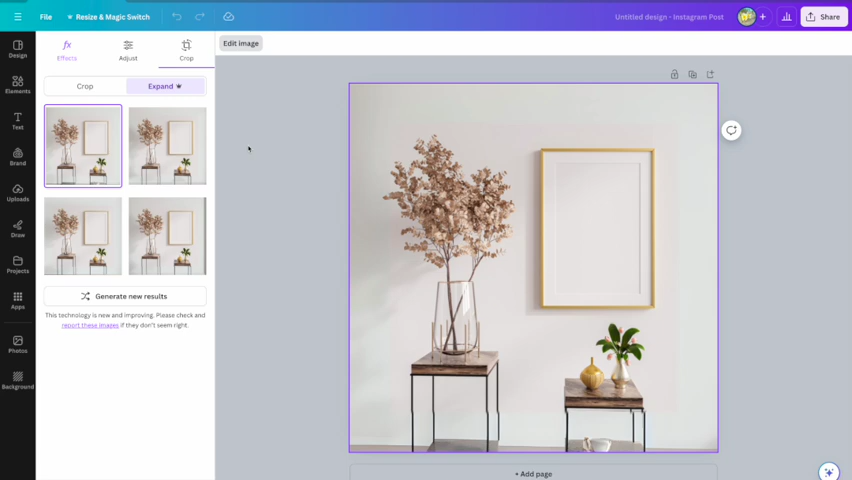 File
Resize & Magic Switch
Untitled design - Instagram Post
Share
Design
Elements
Text
Brand
Uploads
Draw
Projects
Apps
Photos
Background
fx
Effects
Adjust
Crop
Edit image
Crop
Expand
Generate new results
This technology is new and improving. Please check and
report these images if they don't seem right.
+ Add page